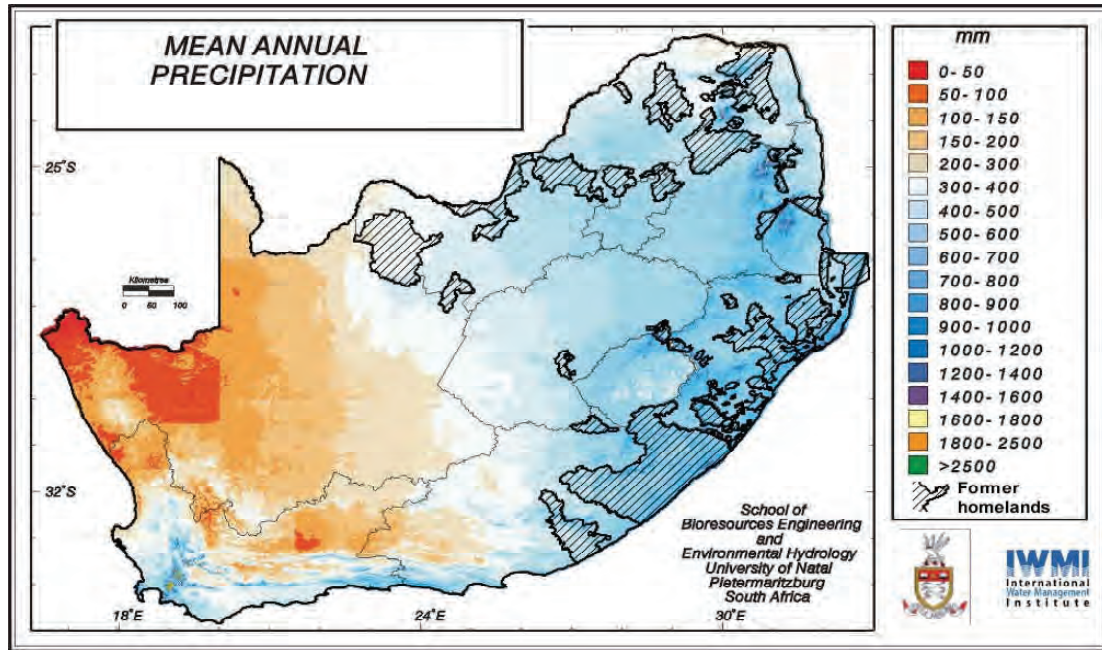 MEAN ANNUAL
PRECIPITATION
25°S
32°S
18°E
24°E
30°E
Kilometres
0 50 100
School of
Bioresources Engineering
and
Environmental Hydrology
University of Natal
Pietermaritzburg
South Africa
mm
0- 50
50- 100
100- 150
150- 200
200- 300
300- 400
400- 500
500- 600
600- 700
700- 800
800- 900
900- 1000
1000- 1200
1200- 1400
1400- 1600
1600- 1800
1800- 2500
>2500
Former
homelands
IWMI
International
Water Management
Institute